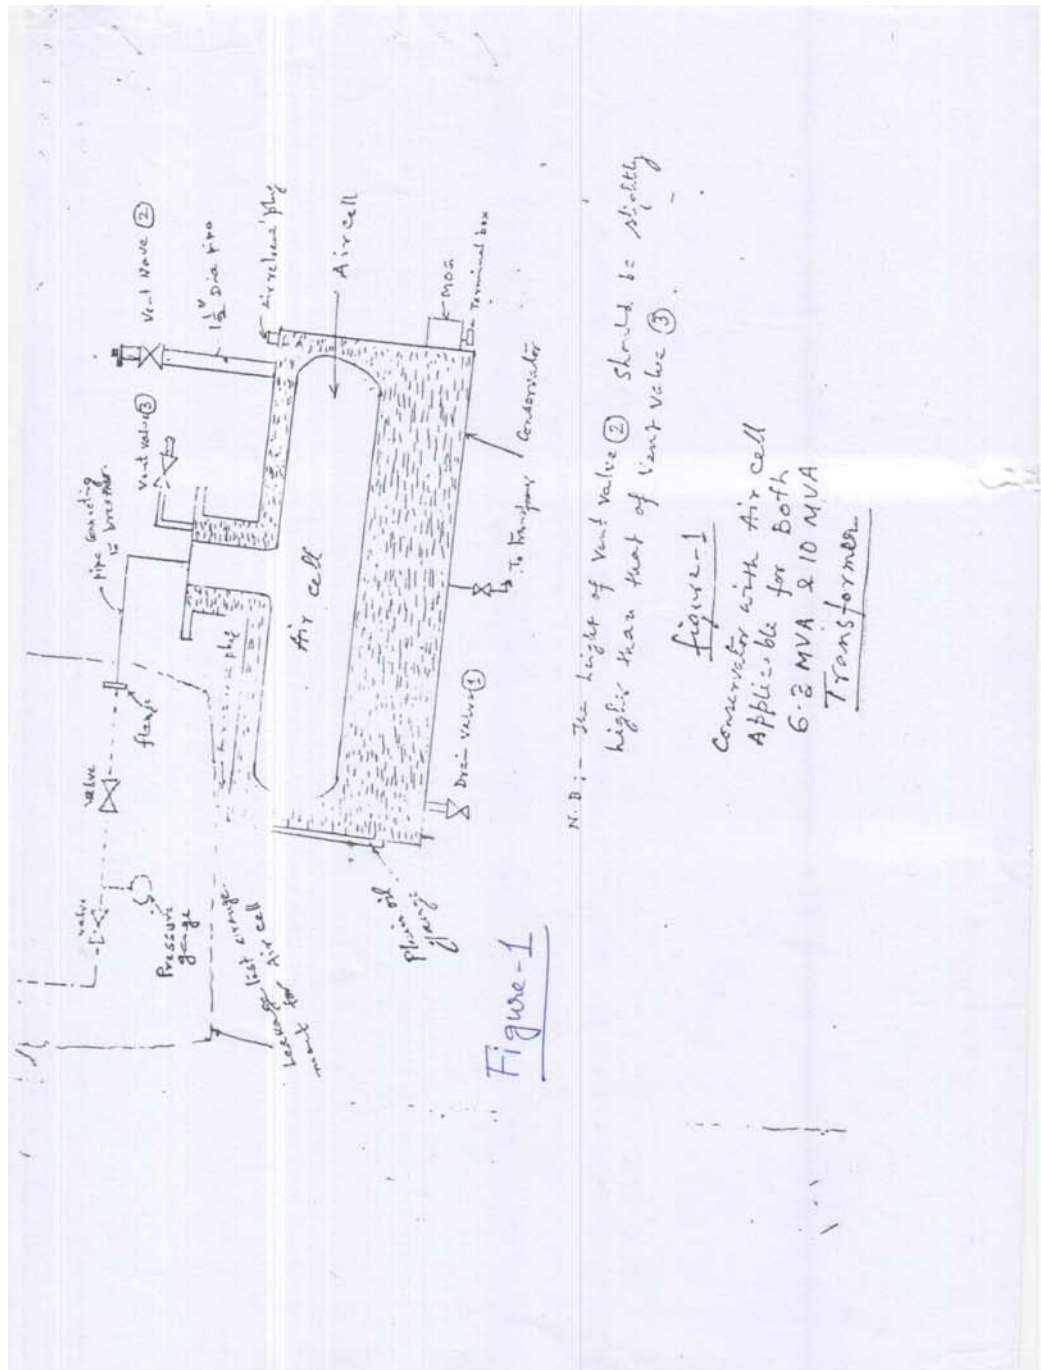 Vent Valve ②
1½" Dia pipe
Air release plug
Air cell
MOG
Terminal box
Vent valve ③
pipe connecting
to breather.
flange
valve
valve
Pressure
gauge
Leakage test arrange-
ment for Air cell
plug
Air cell
Conservator
To Transformer
Drain valve ①
Plain oil
gauge
Figure-1
N.B:- The hight of vent valve ② should be slightly
higher than that of vent valve ③.
figure-1
Conservator with Air cell
Applicable for both
6.3 MVA & 10 MVA
Transformer